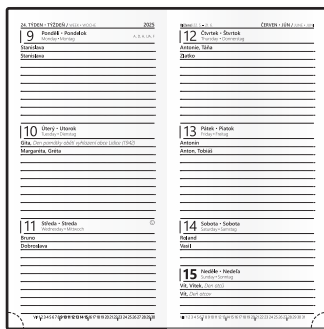 24. TÝDEN • TÝŽDEŇ / WEEK • WOCHE 2025
9 Pondělí • Pondelok
Monday • Montag
Stanislava
Stanislava
10 Úterý • Utorok
Tuesday • Dienstag
Gita, Den památky obětí vyhlazení obce Lidice (1942)
Margaréta, Gréta
11 Středa • Streda
Wednesday • Mittwoch
Bruno
Dobroslava
ČERVEN • JÚN / JUNE • JUNI
12 Čtvrtek • Štvrtok
Thursday • Donnerstag
Antonie, Táňa
Zlatko
13 Pátek • Piatok
Friday • Freitag
Antonín
Anton, Tobiáš
14 Sobota • Sobota
Saturday • Samstag
Roland
Vasil
15 Neděle • Nedeľa
Sunday • Sonntag
Vít, Vítek, Den otců
Vít, Deň otcov